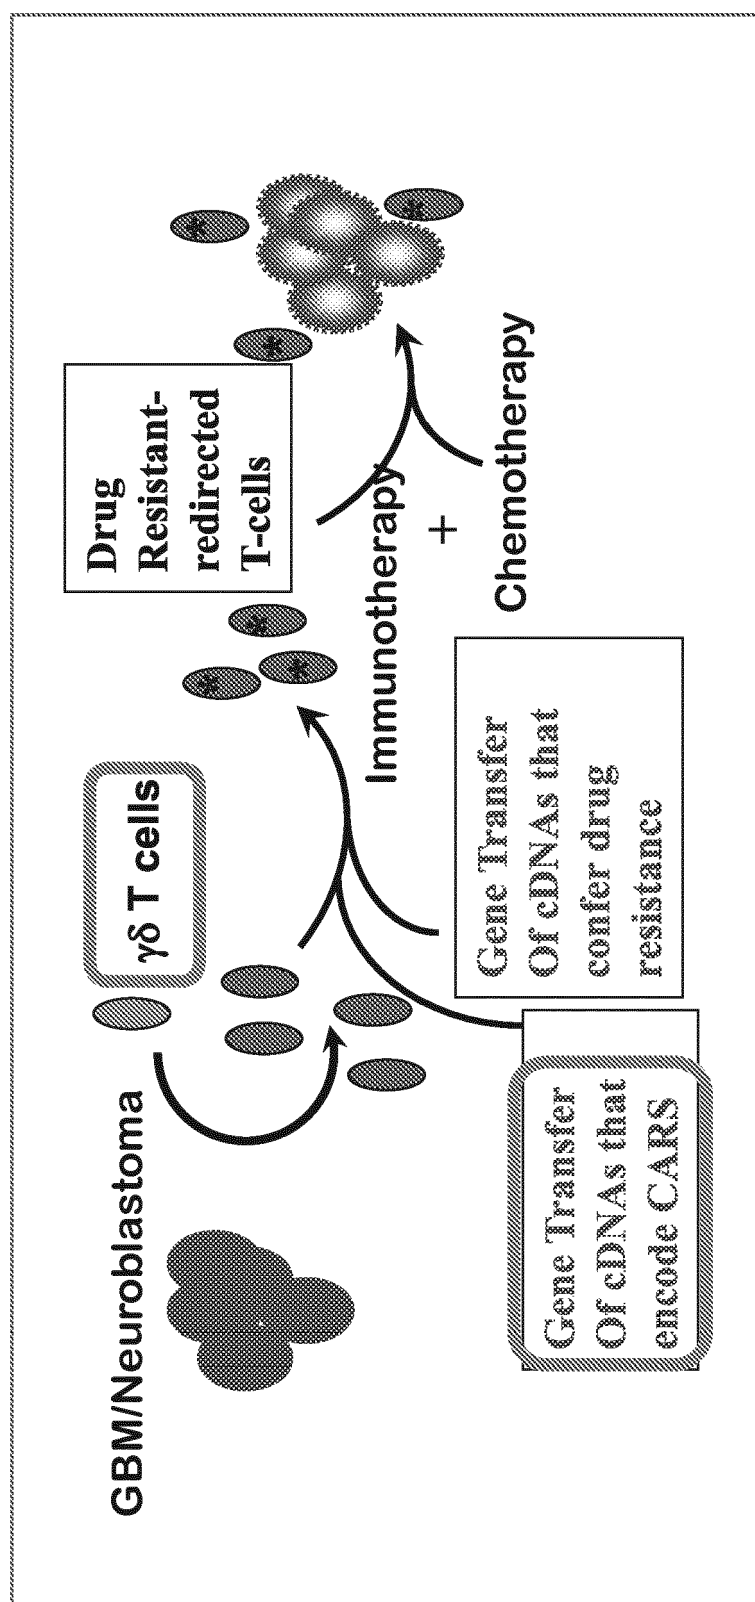 GBM/Neuroblastoma
γδ T cells
Gene Transfer
Of cDNAs that
encode CARS
Gene Transfer
Of cDNAs that
confer drug
resistance
Drug
Resistant-
redirected
T-cells
Immunotherapy
+
Chemotherapy